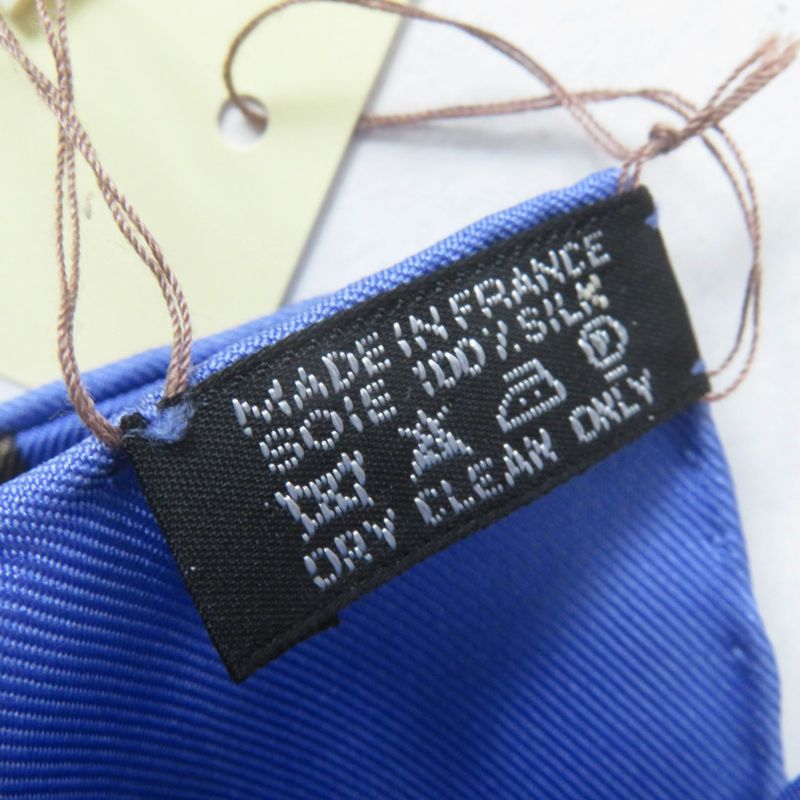 MADE IN FRANCE
SOIE 100% SILK
D
DRY CLEAN ONLY